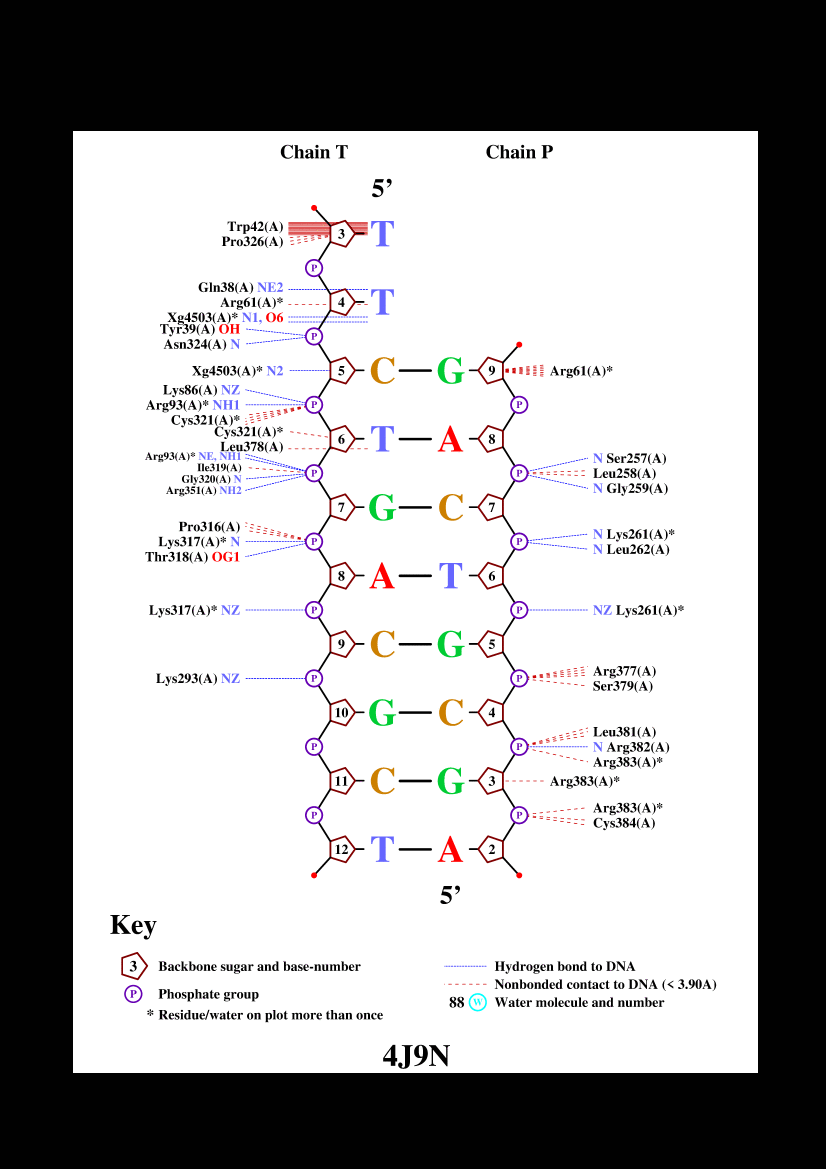 Chain T Chain P
5’
Trp42(A)
3 T
Pro326(A)
P
Gln38(A) NE2
Arg61(A)* 4 T
Xg4503(A)* N1, O6
Tyr39(A) OH
P
Asn324(A) N
Xg4503(A)* N2 5 C G 9 Arg61(A)*
Lys86(A) NZ
Arg93(A)* NH1 P P
Cys321(A)*
Cys321(A)*
6 T A 8
Leu378(A)
Arg93(A)* NE, NH1 N Ser257(A)
Ile319(A)
P P Leu258(A)
Gly320(A) N
Arg351(A) NH2 N Gly259(A)
7 G C 7
Pro316(A)
N Lys261(A)*
Lys317(A)* N P P
N Leu262(A)
Thr318(A) OG1
8 A T 6
Lys317(A)* NZ P P NZ Lys261(A)*
9 C G 5
Arg377(A)
Lys293(A) NZ P P
Ser379(A)
10 G C 4
Leu381(A)
P P N Arg382(A)
Arg383(A)*
11 C G 3 Arg383(A)*
Arg383(A)*
P P
Cys384(A)
12 T A 2
5’
Key
3 Backbone sugar and base-number Hydrogen bond to DNA
Nonbonded contact to DNA (< 3.90A)
P Phosphate group
88 W Water molecule and number
* Residue/water on plot more than once
4J9N